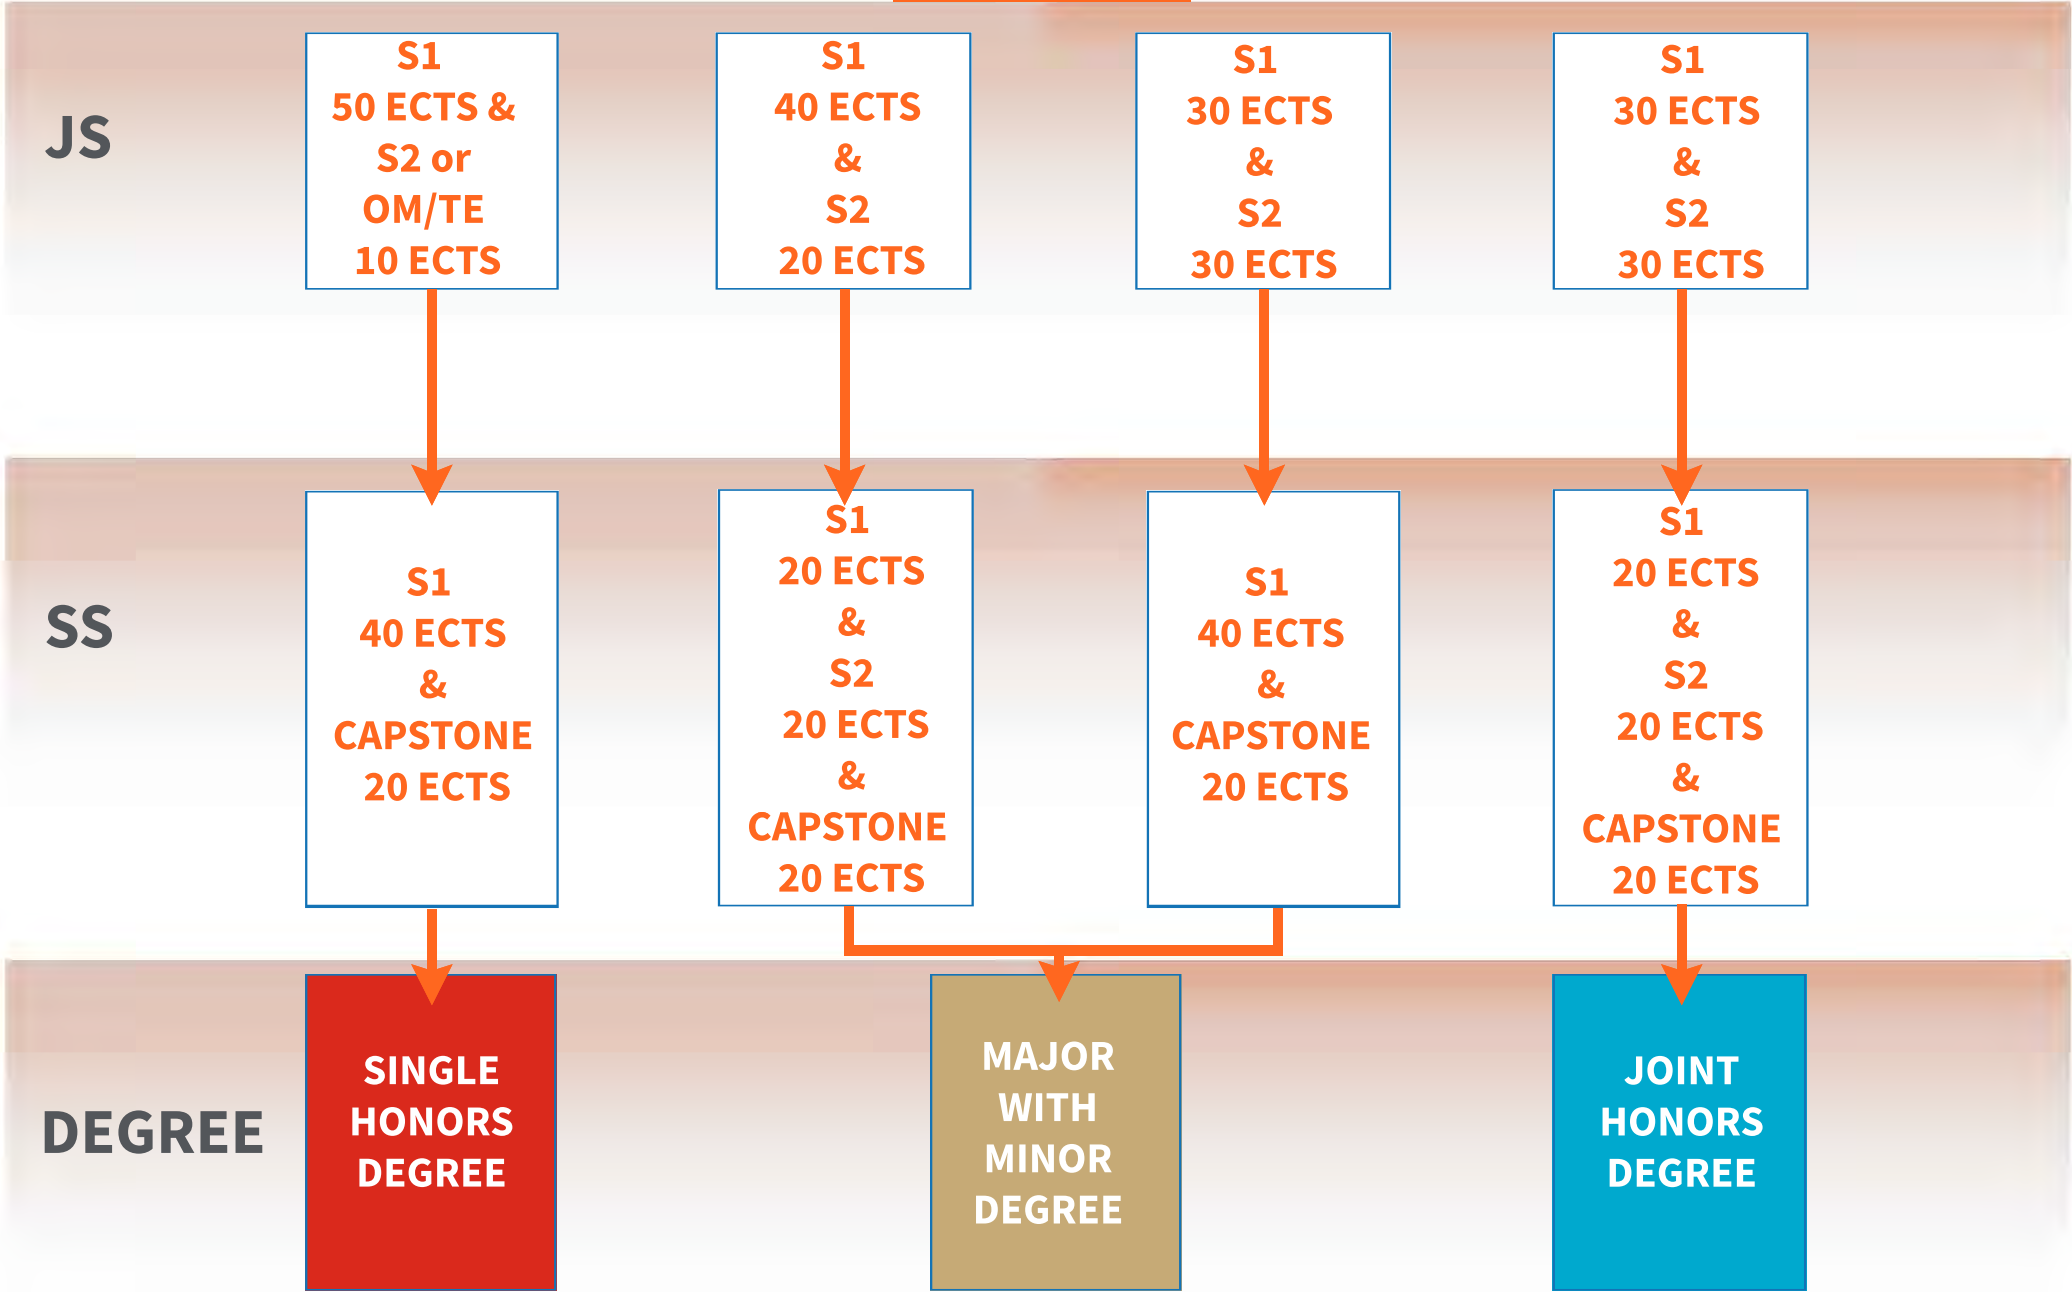 JS
S1
50 ECTS &
S2 or
OM/TE
10 ECTS
S1
40 ECTS
&
S2
20 ECTS
S1
30 ECTS
&
S2
30 ECTS
S1
30 ECTS
&
S2
30 ECTS
SS
S1
40 ECTS
&
CAPSTONE
20 ECTS
S1
20 ECTS
&
S2
20 ECTS
&
CAPSTONE
20 ECTS
S1
40 ECTS
&
CAPSTONE
20 ECTS
S1
20 ECTS
&
S2
20 ECTS
&
CAPSTONE
20 ECTS
DEGREE
SINGLE
HONORS
DEGREE
MAJOR
WITH
MINOR
DEGREE
JOINT
HONORS
DEGREE